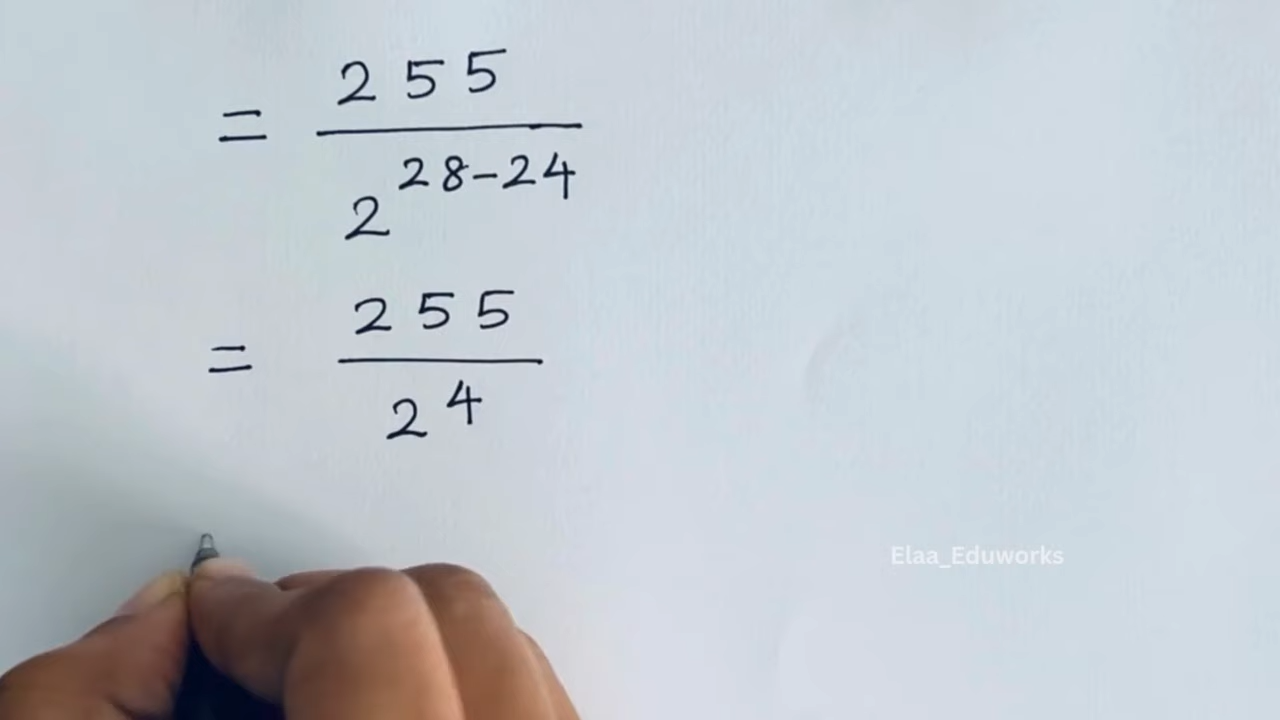 = 255
2^{28-24}
= 255
2^4
Elaa_Eduworks